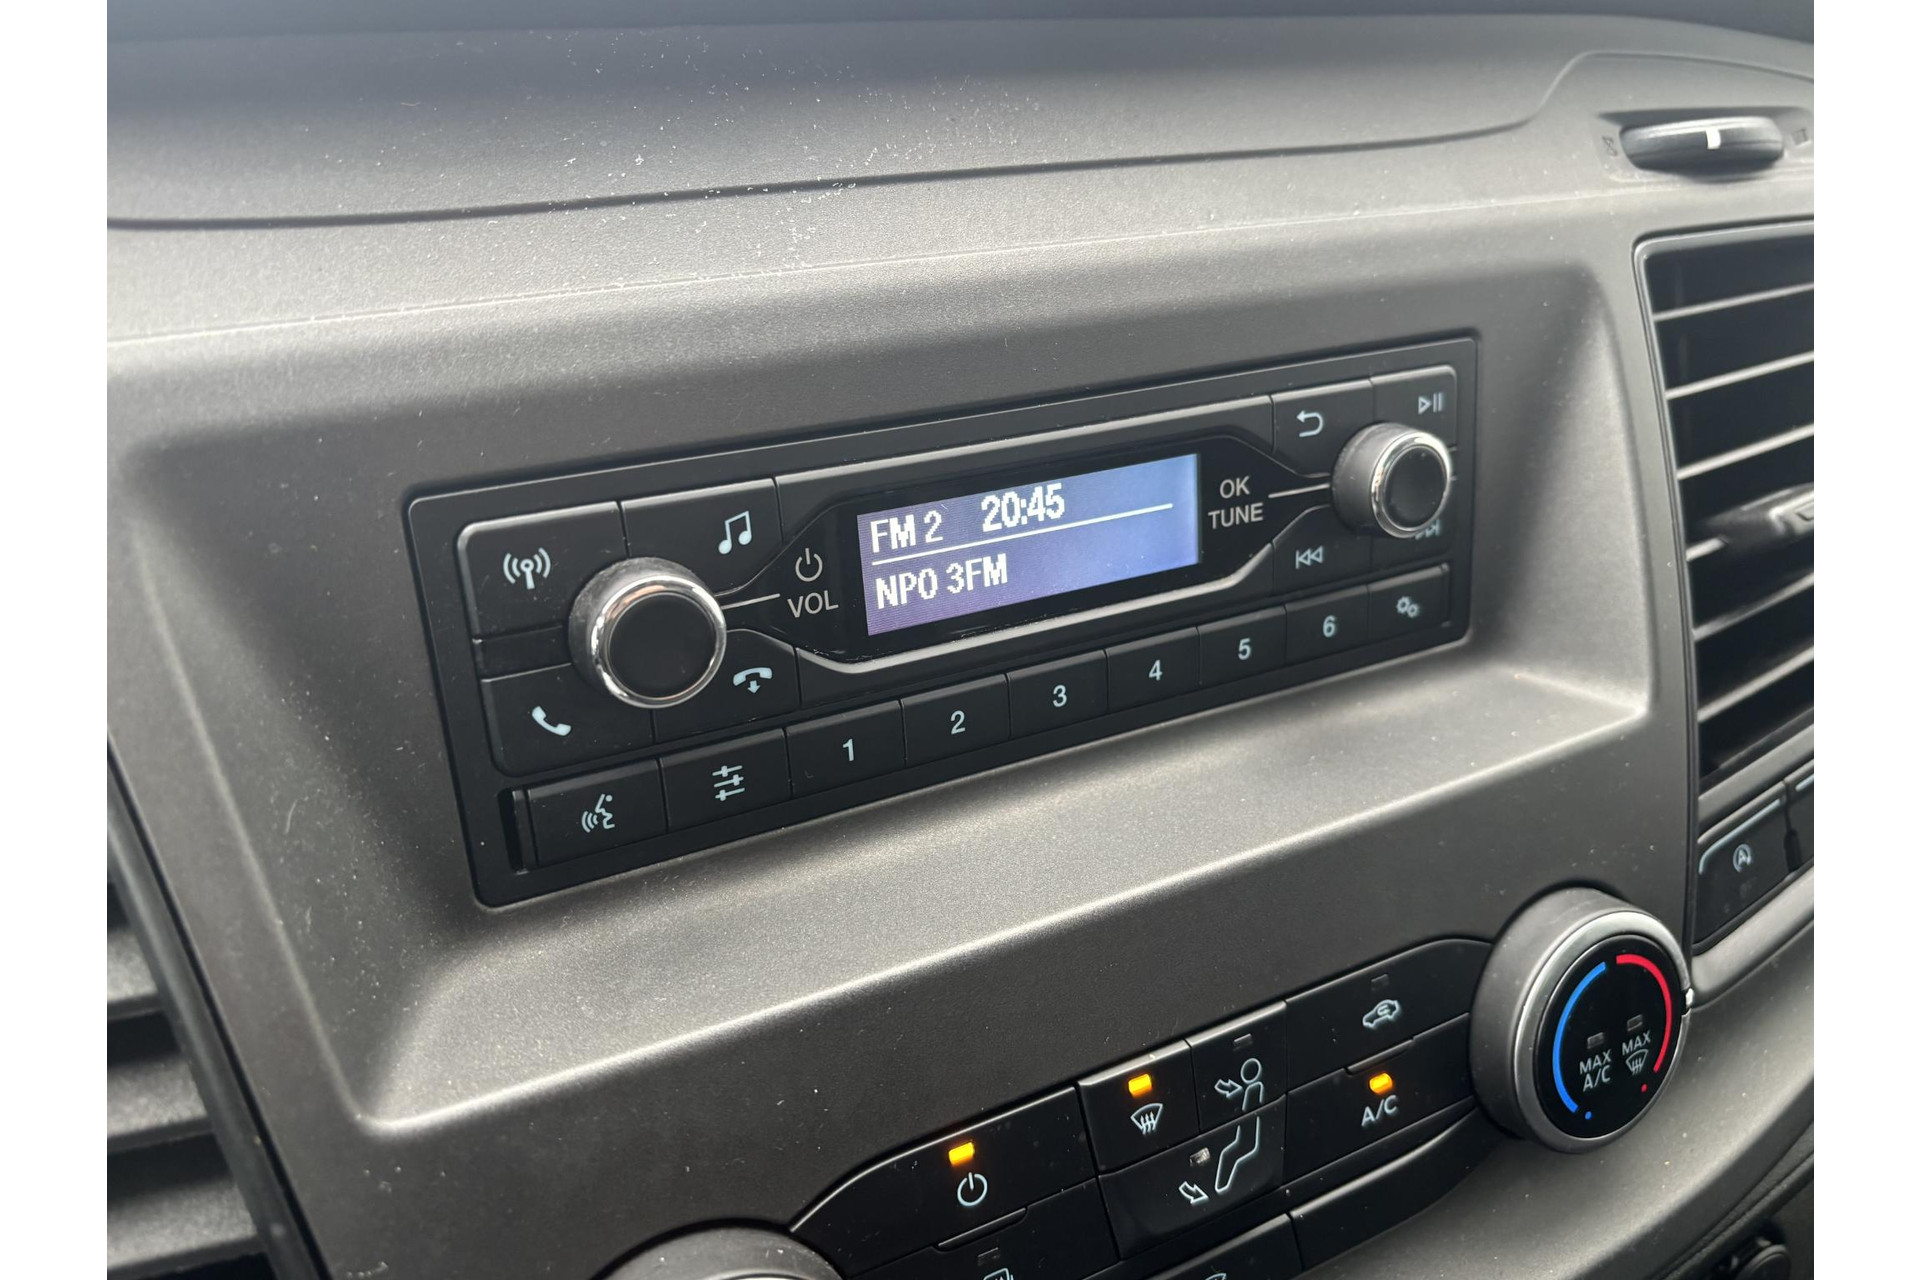 FM 2 20:45
NPO 3FM
VOL
OK
TUNE
1 2 3 4 5 6
A
MAX
A/C
MAX
A/C